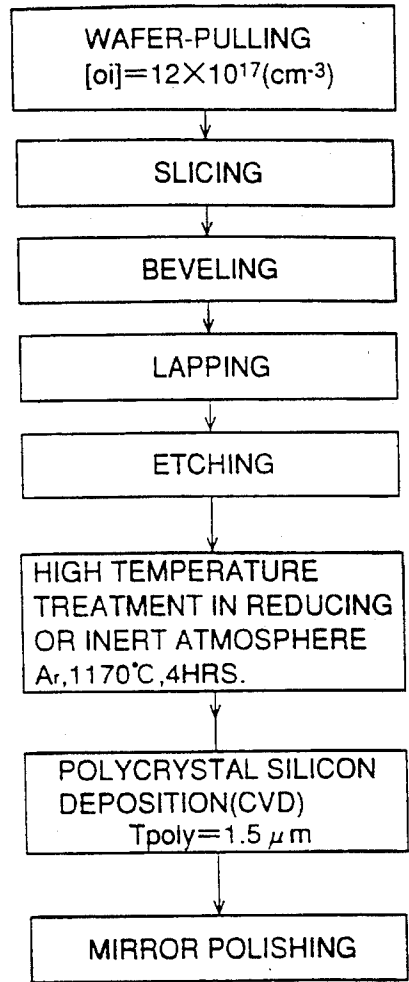 WAFER-PULLING
[oi]=12×10¹⁷(cm⁻³)
SLICING
BEVELING
LAPPING
ETCHING
HIGH TEMPERATURE
TREATMENT IN REDUCING
OR INERT ATMOSPHERE
Ar,1170°C,4HRS.
POLYCRYSTAL SILICON
DEPOSITION(CVD)
Tpoly=1.5 μm
MIRROR POLISHING